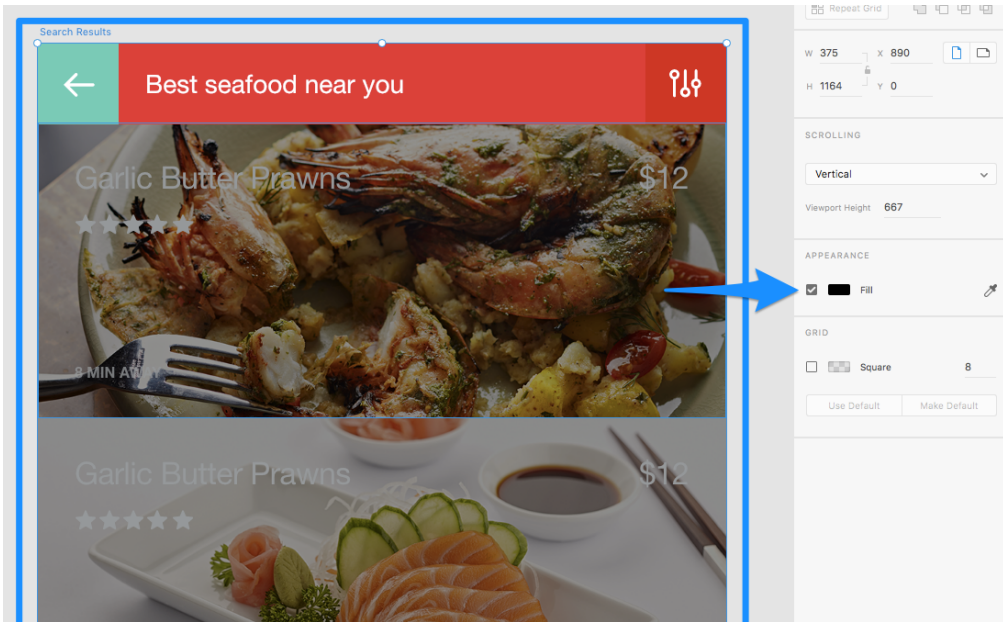 Repeat Grid
Search Results
W 375 X 890
H 1164 Y 0
Best seafood near you
SCROLLING
Vertical
Viewport Height 667
Garlic Butter Prawns $12
APPEARANCE
Fill
GRID
Square 8
8 MIN AWAY
Use Default Make Default
Garlic Butter Prawns $12